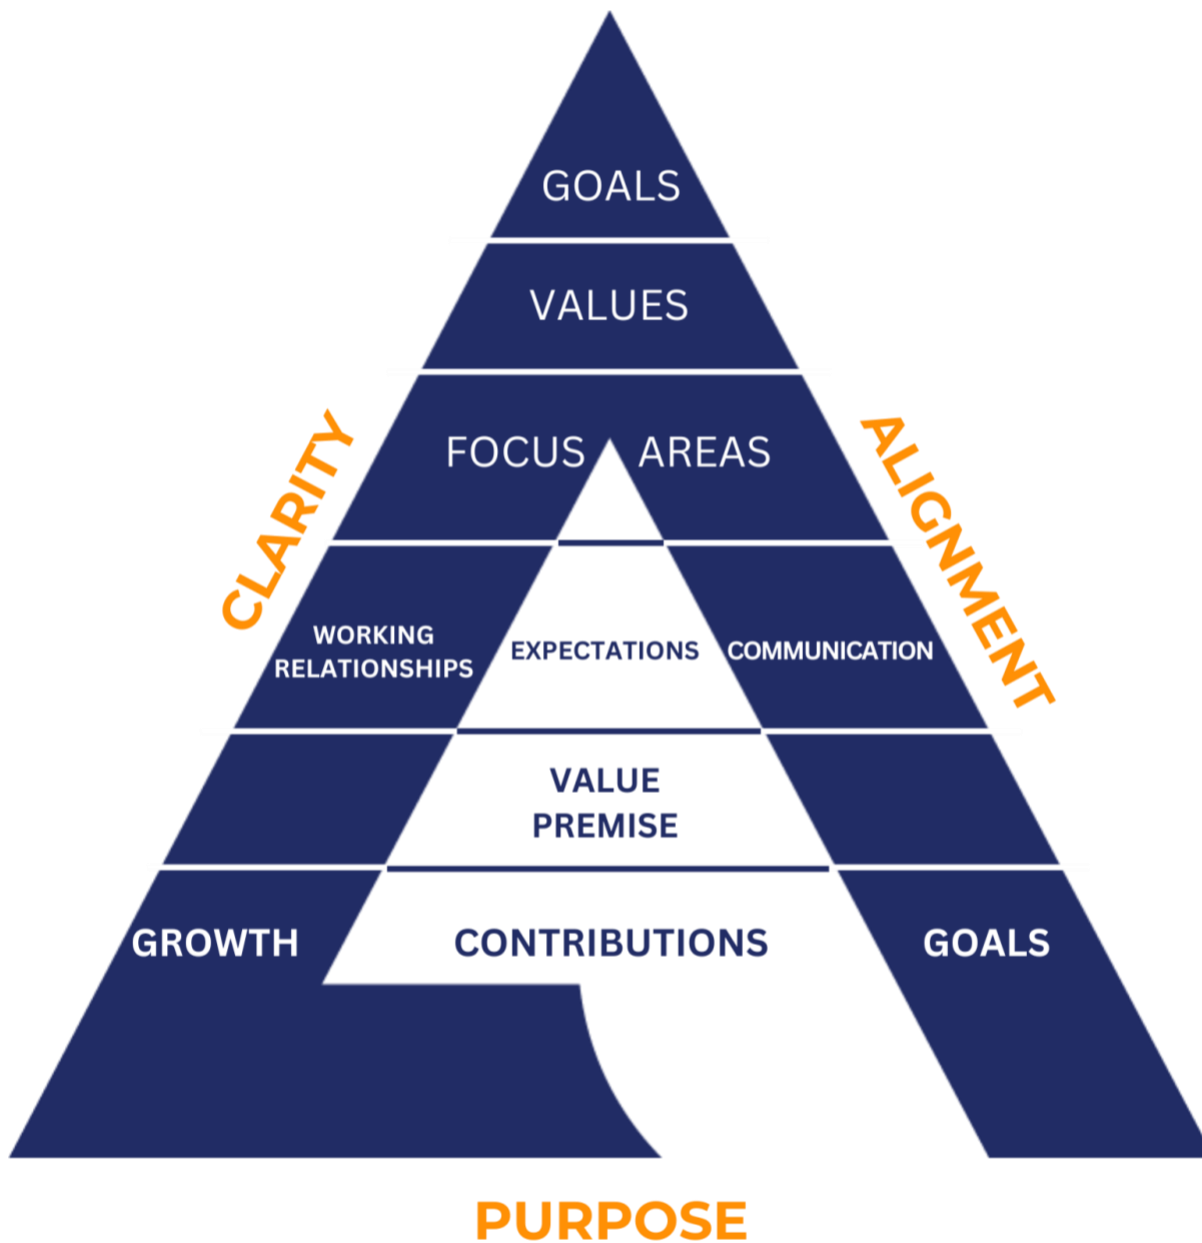 GOALS
VALUES
FOCUS AREAS
CLARITY
ALIGNMENT
WORKING
RELATIONSHIPS
EXPECTATIONS
COMMUNICATION
VALUE
PREMISE
GROWTH
CONTRIBUTIONS
GOALS
PURPOSE